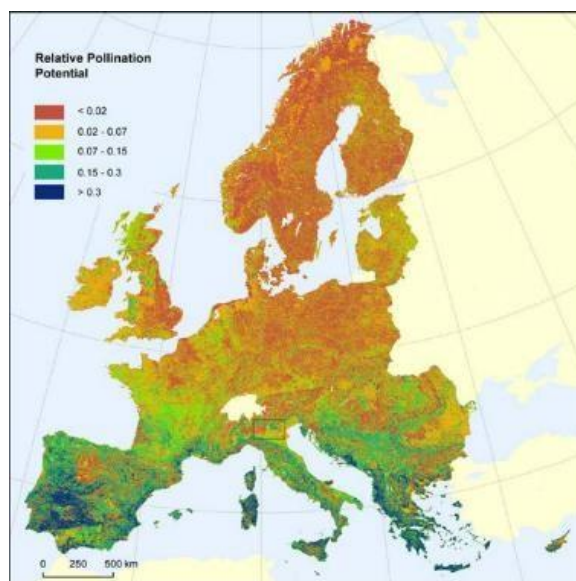 Relative Pollination
Potential
< 0.02
0.02 - 0.07
0.07 - 0.15
0.15 - 0.3
> 0.3
0 250 500 km